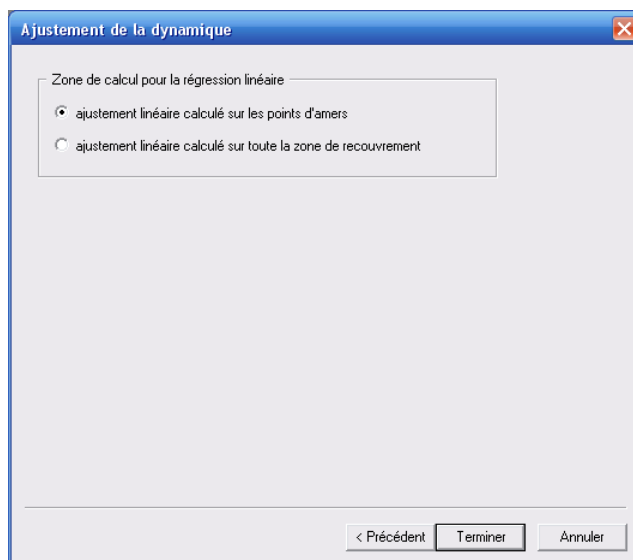 Ajustement de la dynamique
Zone de calcul pour la régression linéaire
ajustement linéaire calculé sur les points d'amers
ajustement linéaire calculé sur toute la zone de recouvrement
< Précédent Terminer Annuler